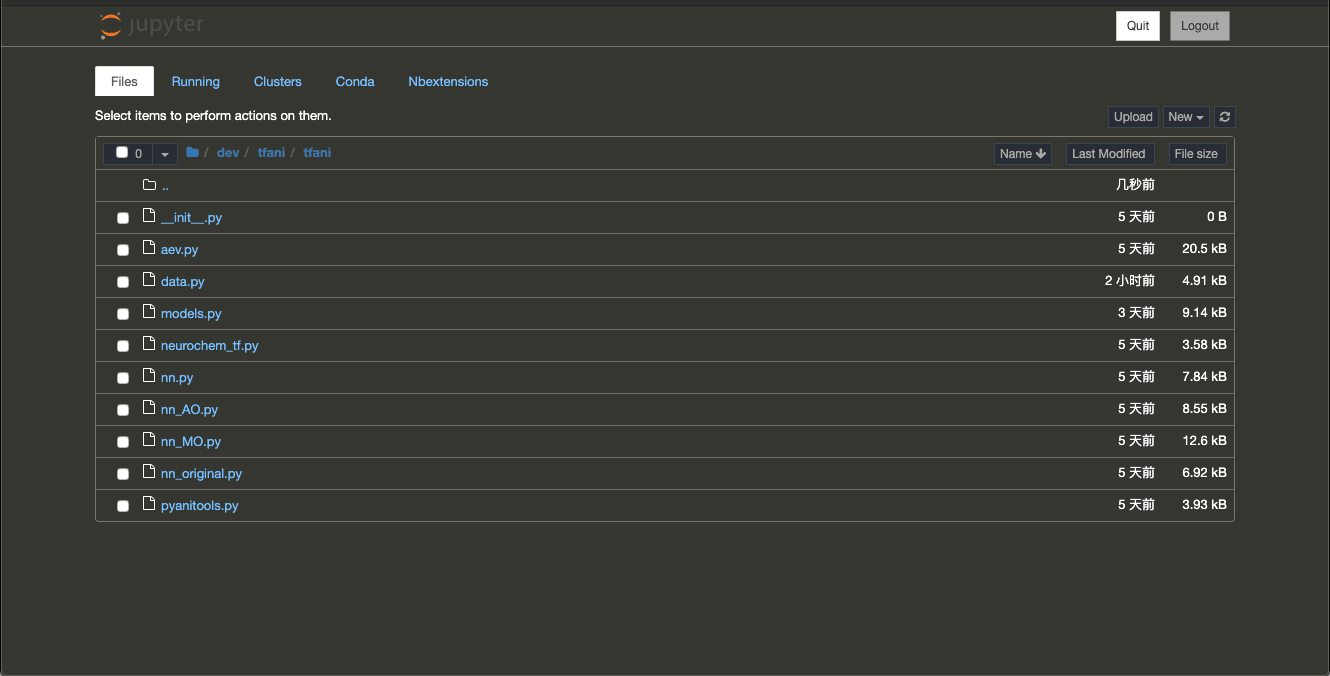 jupyter Quit Logout
Files Running Clusters Conda Nbextensions
Select items to perform actions on them. Upload New
0 / dev / tfani / tfani Name Last Modified File size
.. 几秒前
__init__.py 5 天前 0 B
aev.py 5 天前 20.5 kB
data.py 2 小时前 4.91 kB
models.py 3 天前 9.14 kB
neurochem_tf.py 5 天前 3.58 kB
nn.py 5 天前 7.84 kB
nn_AO.py 5 天前 8.55 kB
nn_MO.py 5 天前 12.6 kB
nn_original.py 5 天前 6.92 kB
pyanitools.py 5 天前 3.93 kB